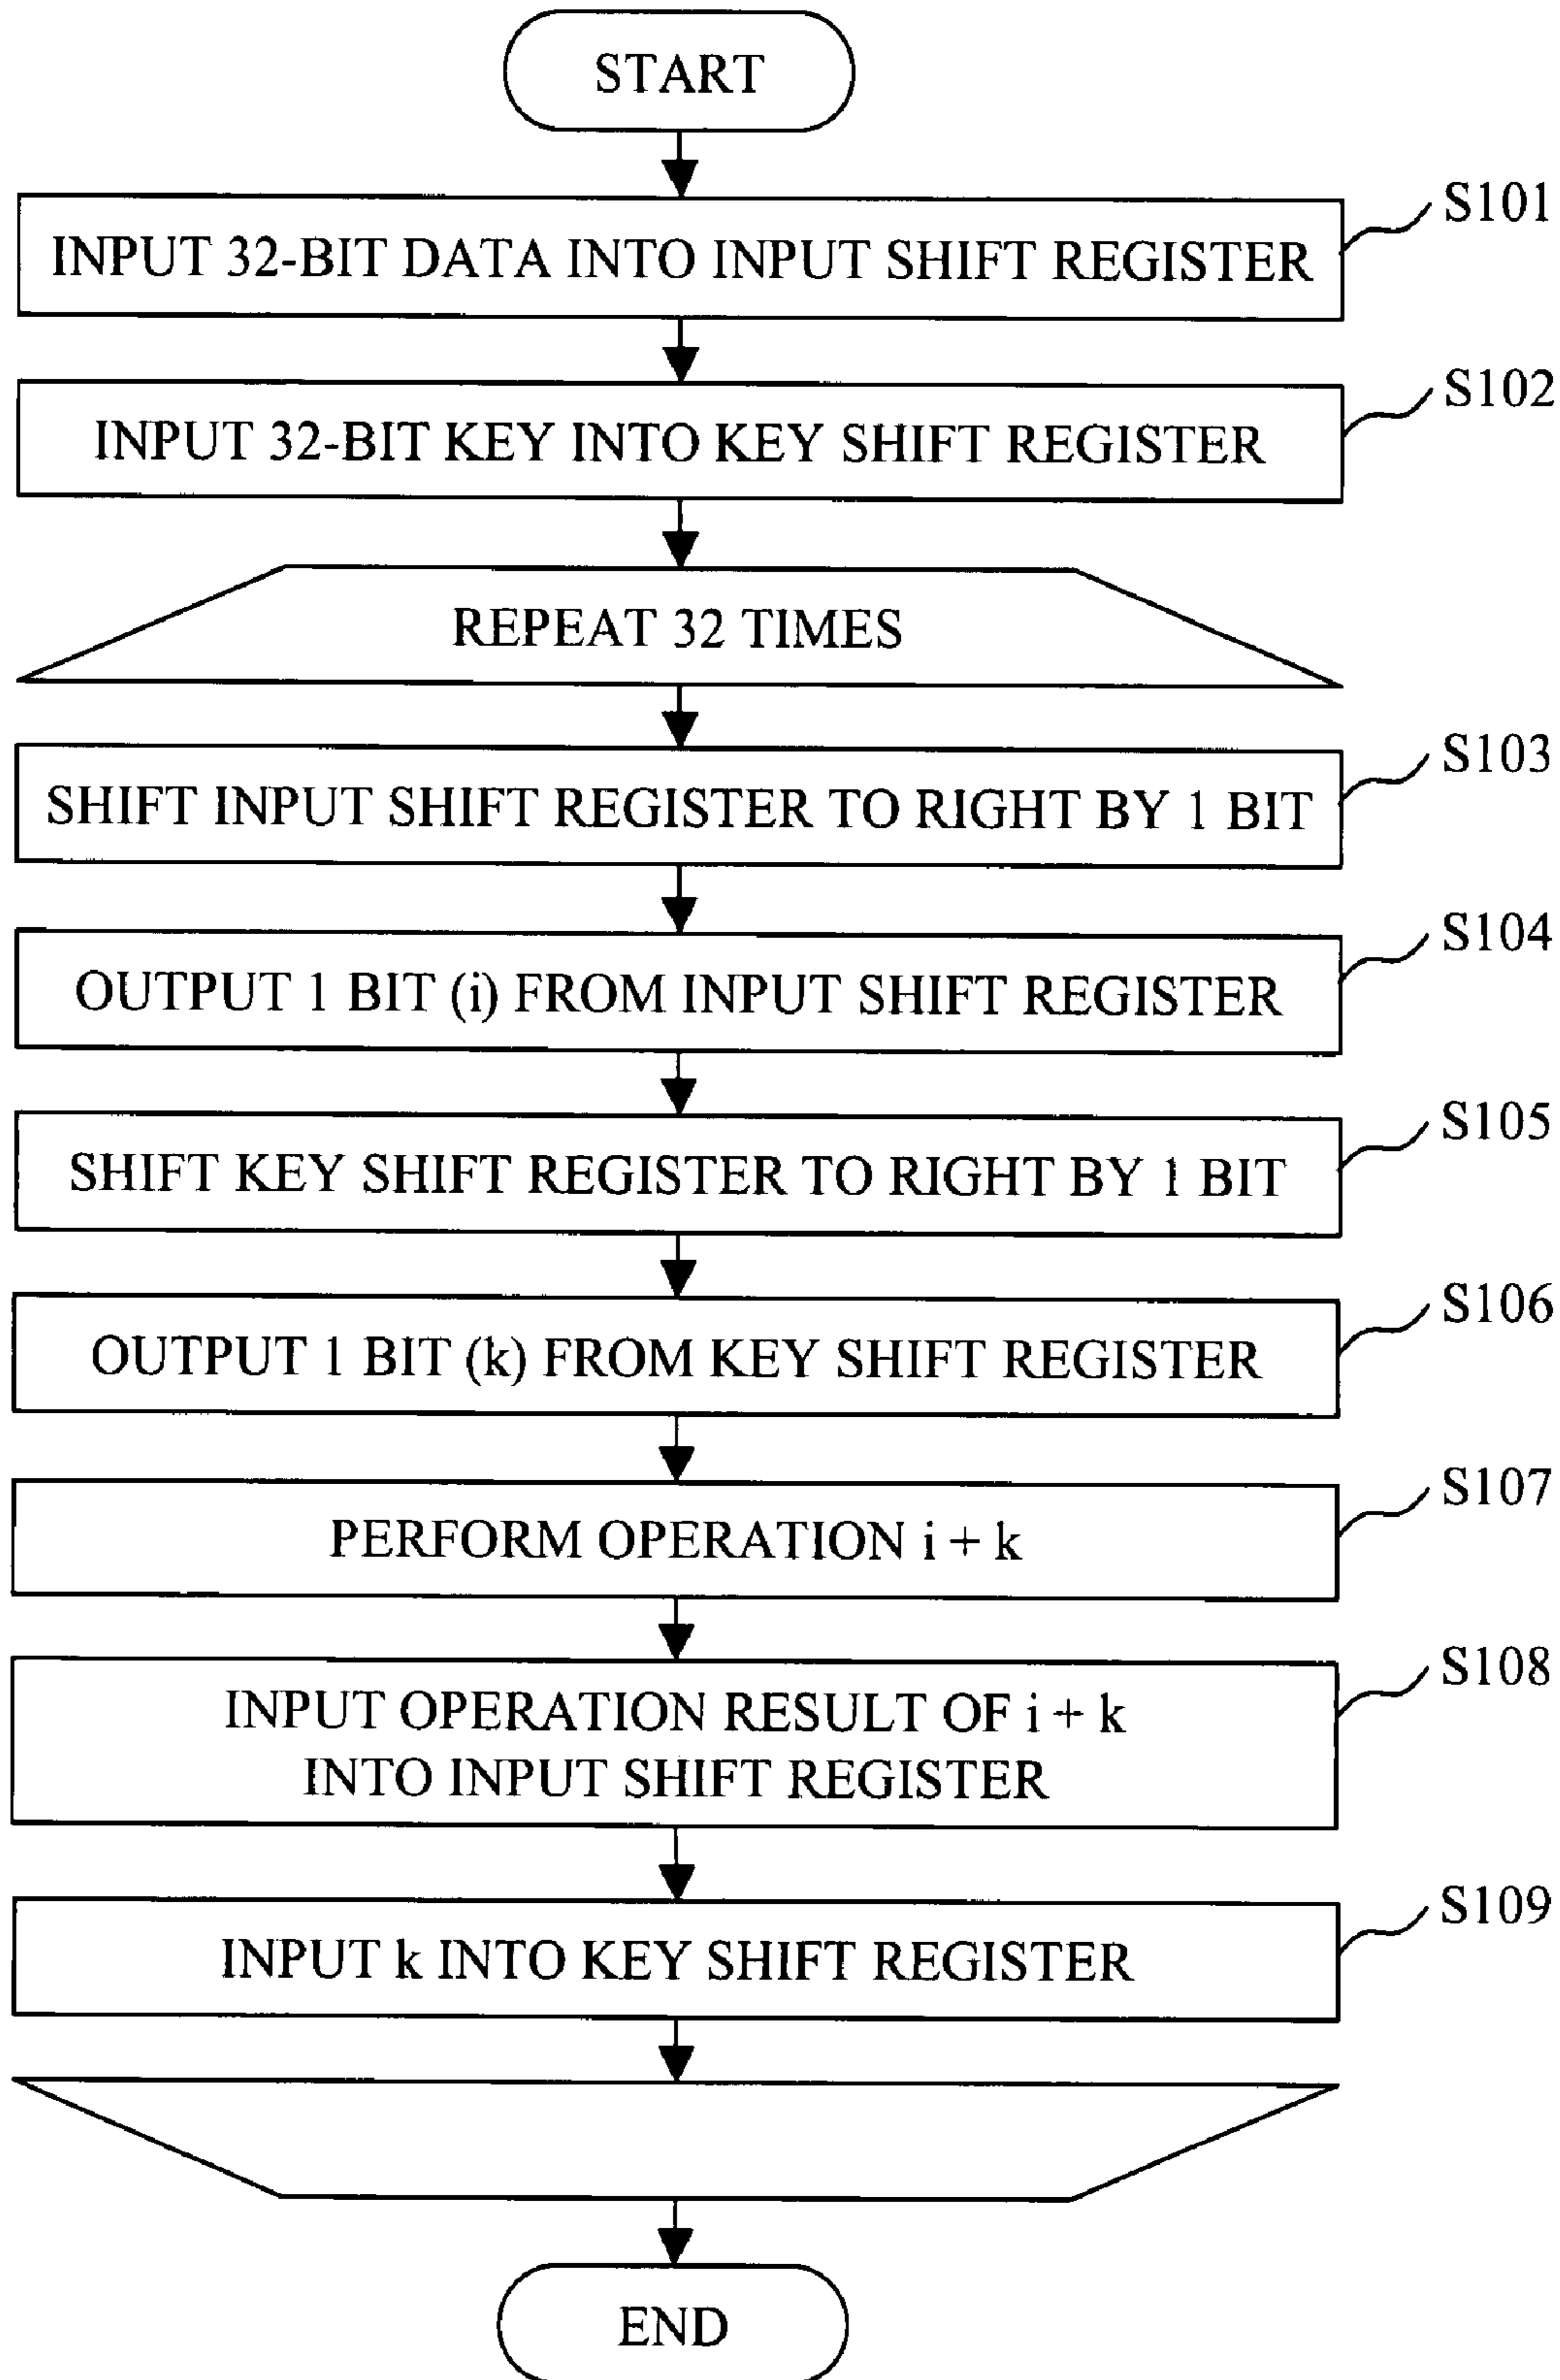 START
S101
INPUT 32-BIT DATA INTO INPUT SHIFT REGISTER
S102
INPUT 32-BIT KEY INTO KEY SHIFT REGISTER
REPEAT 32 TIMES
S103
SHIFT INPUT SHIFT REGISTER TO RIGHT BY 1 BIT
S104
OUTPUT 1 BIT (i) FROM INPUT SHIFT REGISTER
S105
SHIFT KEY SHIFT REGISTER TO RIGHT BY 1 BIT
S106
OUTPUT 1 BIT (k) FROM KEY SHIFT REGISTER
S107
PERFORM OPERATION i + k
S108
INPUT OPERATION RESULT OF i + k
INTO INPUT SHIFT REGISTER
S109
INPUT k INTO KEY SHIFT REGISTER
END